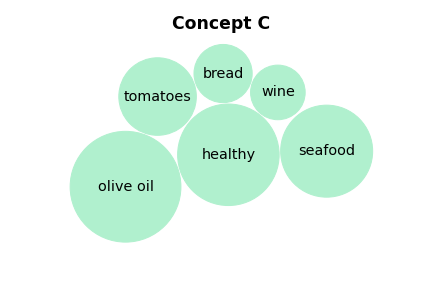 Concept C
bread
wine
tomatoes
seafood
healthy
olive oil